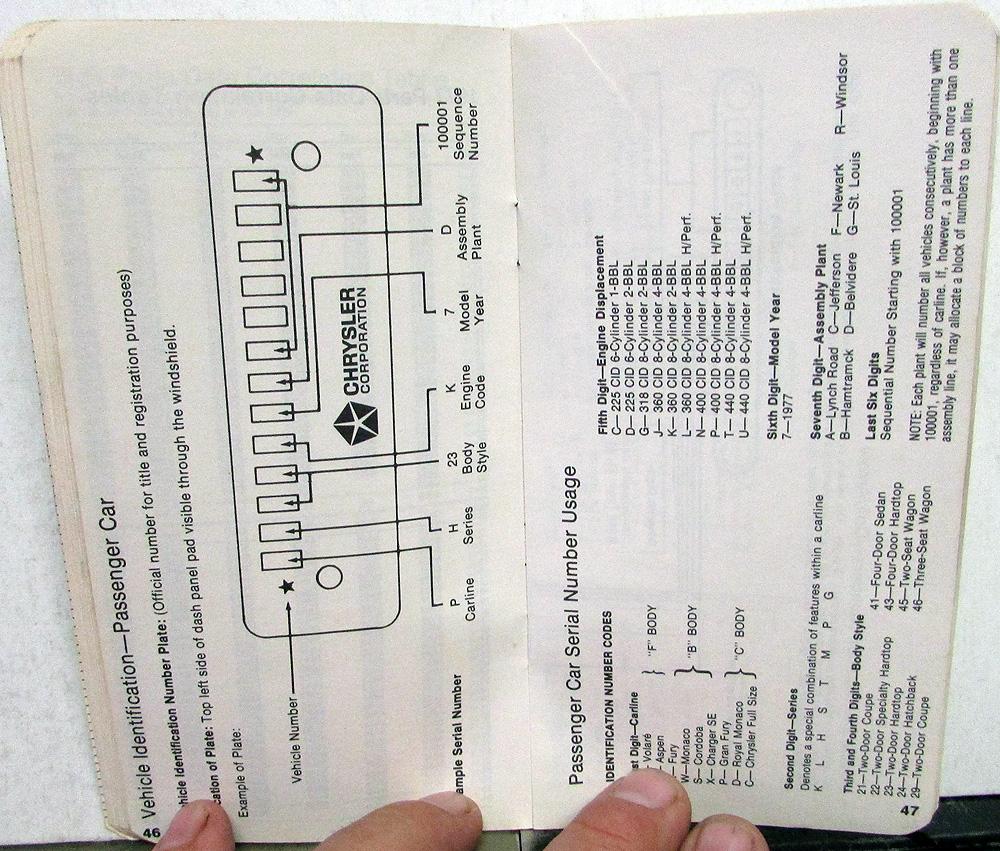 46
Vehicle Identification—Passenger Car
Identification Number Plate: (Official number for title and registration purposes)
of Plate: Top left side of dash panel pad visible through the windshield.
Example of Plate:
Vehicle Number
★ ★
CHRYSLER
CORPORATION
Serial Number
P
Carline
H
Series
23
Body
Style
K
Engine
Code
7
Model
Year
D
Assembly
Plant
100001
Sequence
Number
Passenger Car Serial Number Usage
IDENTIFICATION NUMBER CODES
Digit—Carline
Volaré
Aspen
"F" BODY
Fury
W—Monaco
S—Cordoba
X—Charger SE
"B" BODY
P—Gran Fury
D—Royal Monaco
C—Chrysler Full Size
"C" BODY
Second Digit—Series
Denotes a special combination of features within a carline
K L H S T M P G
Third and Fourth Digits—Body Style
21—Two-Door Coupe
22—Two-Door Specialty Hardtop
23—Two-Door Hardtop
24—Two-Door Hatchback
29—Two-Door Coupe
41—Four-Door Sedan
43—Four-Door Hardtop
45—Two-Seat Wagon
46—Three-Seat Wagon
Fifth Digit—Engine Displacement
C—225 CID 6-Cylinder 1-BBL
D—225 CID 6-Cylinder 2-BBL
G—318 CID 8-Cylinder 2-BBL
J—360 CID 8-Cylinder 4-BBL
K—360 CID 8-Cylinder 2-BBL
L—360 CID 8-Cylinder 4-BBL H/Perf.
N—400 CID 8-Cylinder 4-BBL
P—400 CID 8-Cylinder 4-BBL H/Perf.
T—440 CID 8-Cylinder 4-BBL
U—440 CID 8-Cylinder 4-BBL H/Perf.
Sixth Digit—Model Year
7—1977
Seventh Digit—Assembly Plant
A—Lynch Road C—Jefferson F—Newark R—Windsor
B—Hamtramck D—Belvidere G—St. Louis
Last Six Digits
Sequential Number Starting with 100001
NOTE: Each plant will number all vehicles consecutively, beginning with
100001, regardless of carline. If, however, a plant has more than one
assembly line, it may allocate a block of numbers to each line.
47